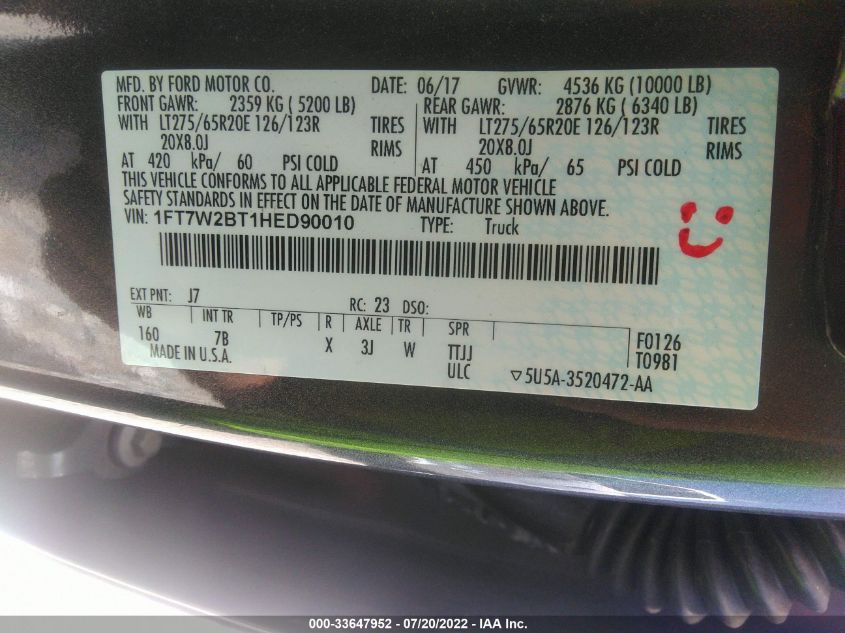 MFD. BY FORD MOTOR CO. DATE: 06/17 GVWR: 4536 KG (10000 LB)
FRONT GAWR: 2359 KG ( 5200 LB) REAR GAWR: 2876 KG ( 6340 LB)
WITH LT275/65R20E 126/123R TIRES WITH LT275/65R20E 126/123R TIRES
20X8.0J RIMS 20X8.0J RIMS
AT 420 kPa/ 60 PSI COLD AT 450 kPa/ 65 PSI COLD
THIS VEHICLE CONFORMS TO ALL APPLICABLE FEDERAL MOTOR VEHICLE
SAFETY STANDARDS IN EFFECT ON THE DATE OF MANUFACTURE SHOWN ABOVE.
VIN: 1FT7W2BT1HED90010 TYPE: Truck
EXT PNT: J7 RC: 23 DSO:
WB INT TR TP/PS R AXLE TR SPR F0126
160 7B X 3J W TTJJ T0981
MADE IN U.S.A. ULC ▽5U5A-3520472-AA
000-33647952 - 07/20/2022 - IAA Inc.